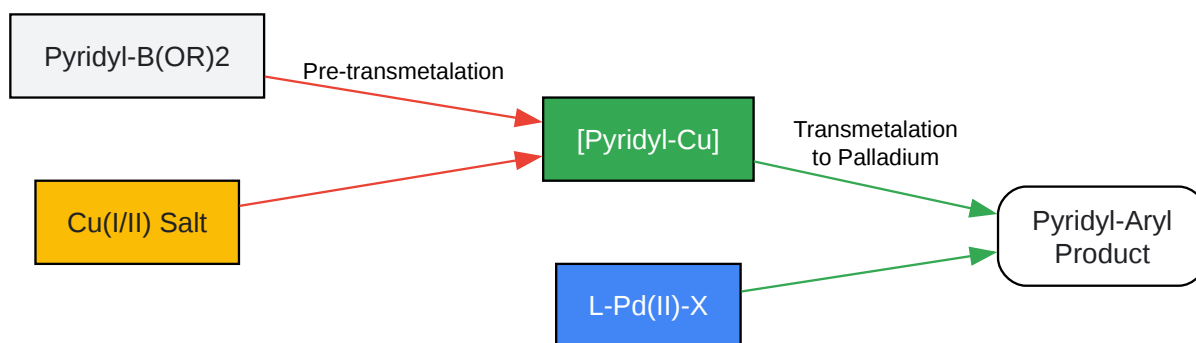 Pyridyl-B(OR)2
Pre-transmetalation
Cu(I/II) Salt
[Pyridyl-Cu]
Transmetalation
to Palladium
L-Pd(II)-X
Pyridyl-Aryl
Product